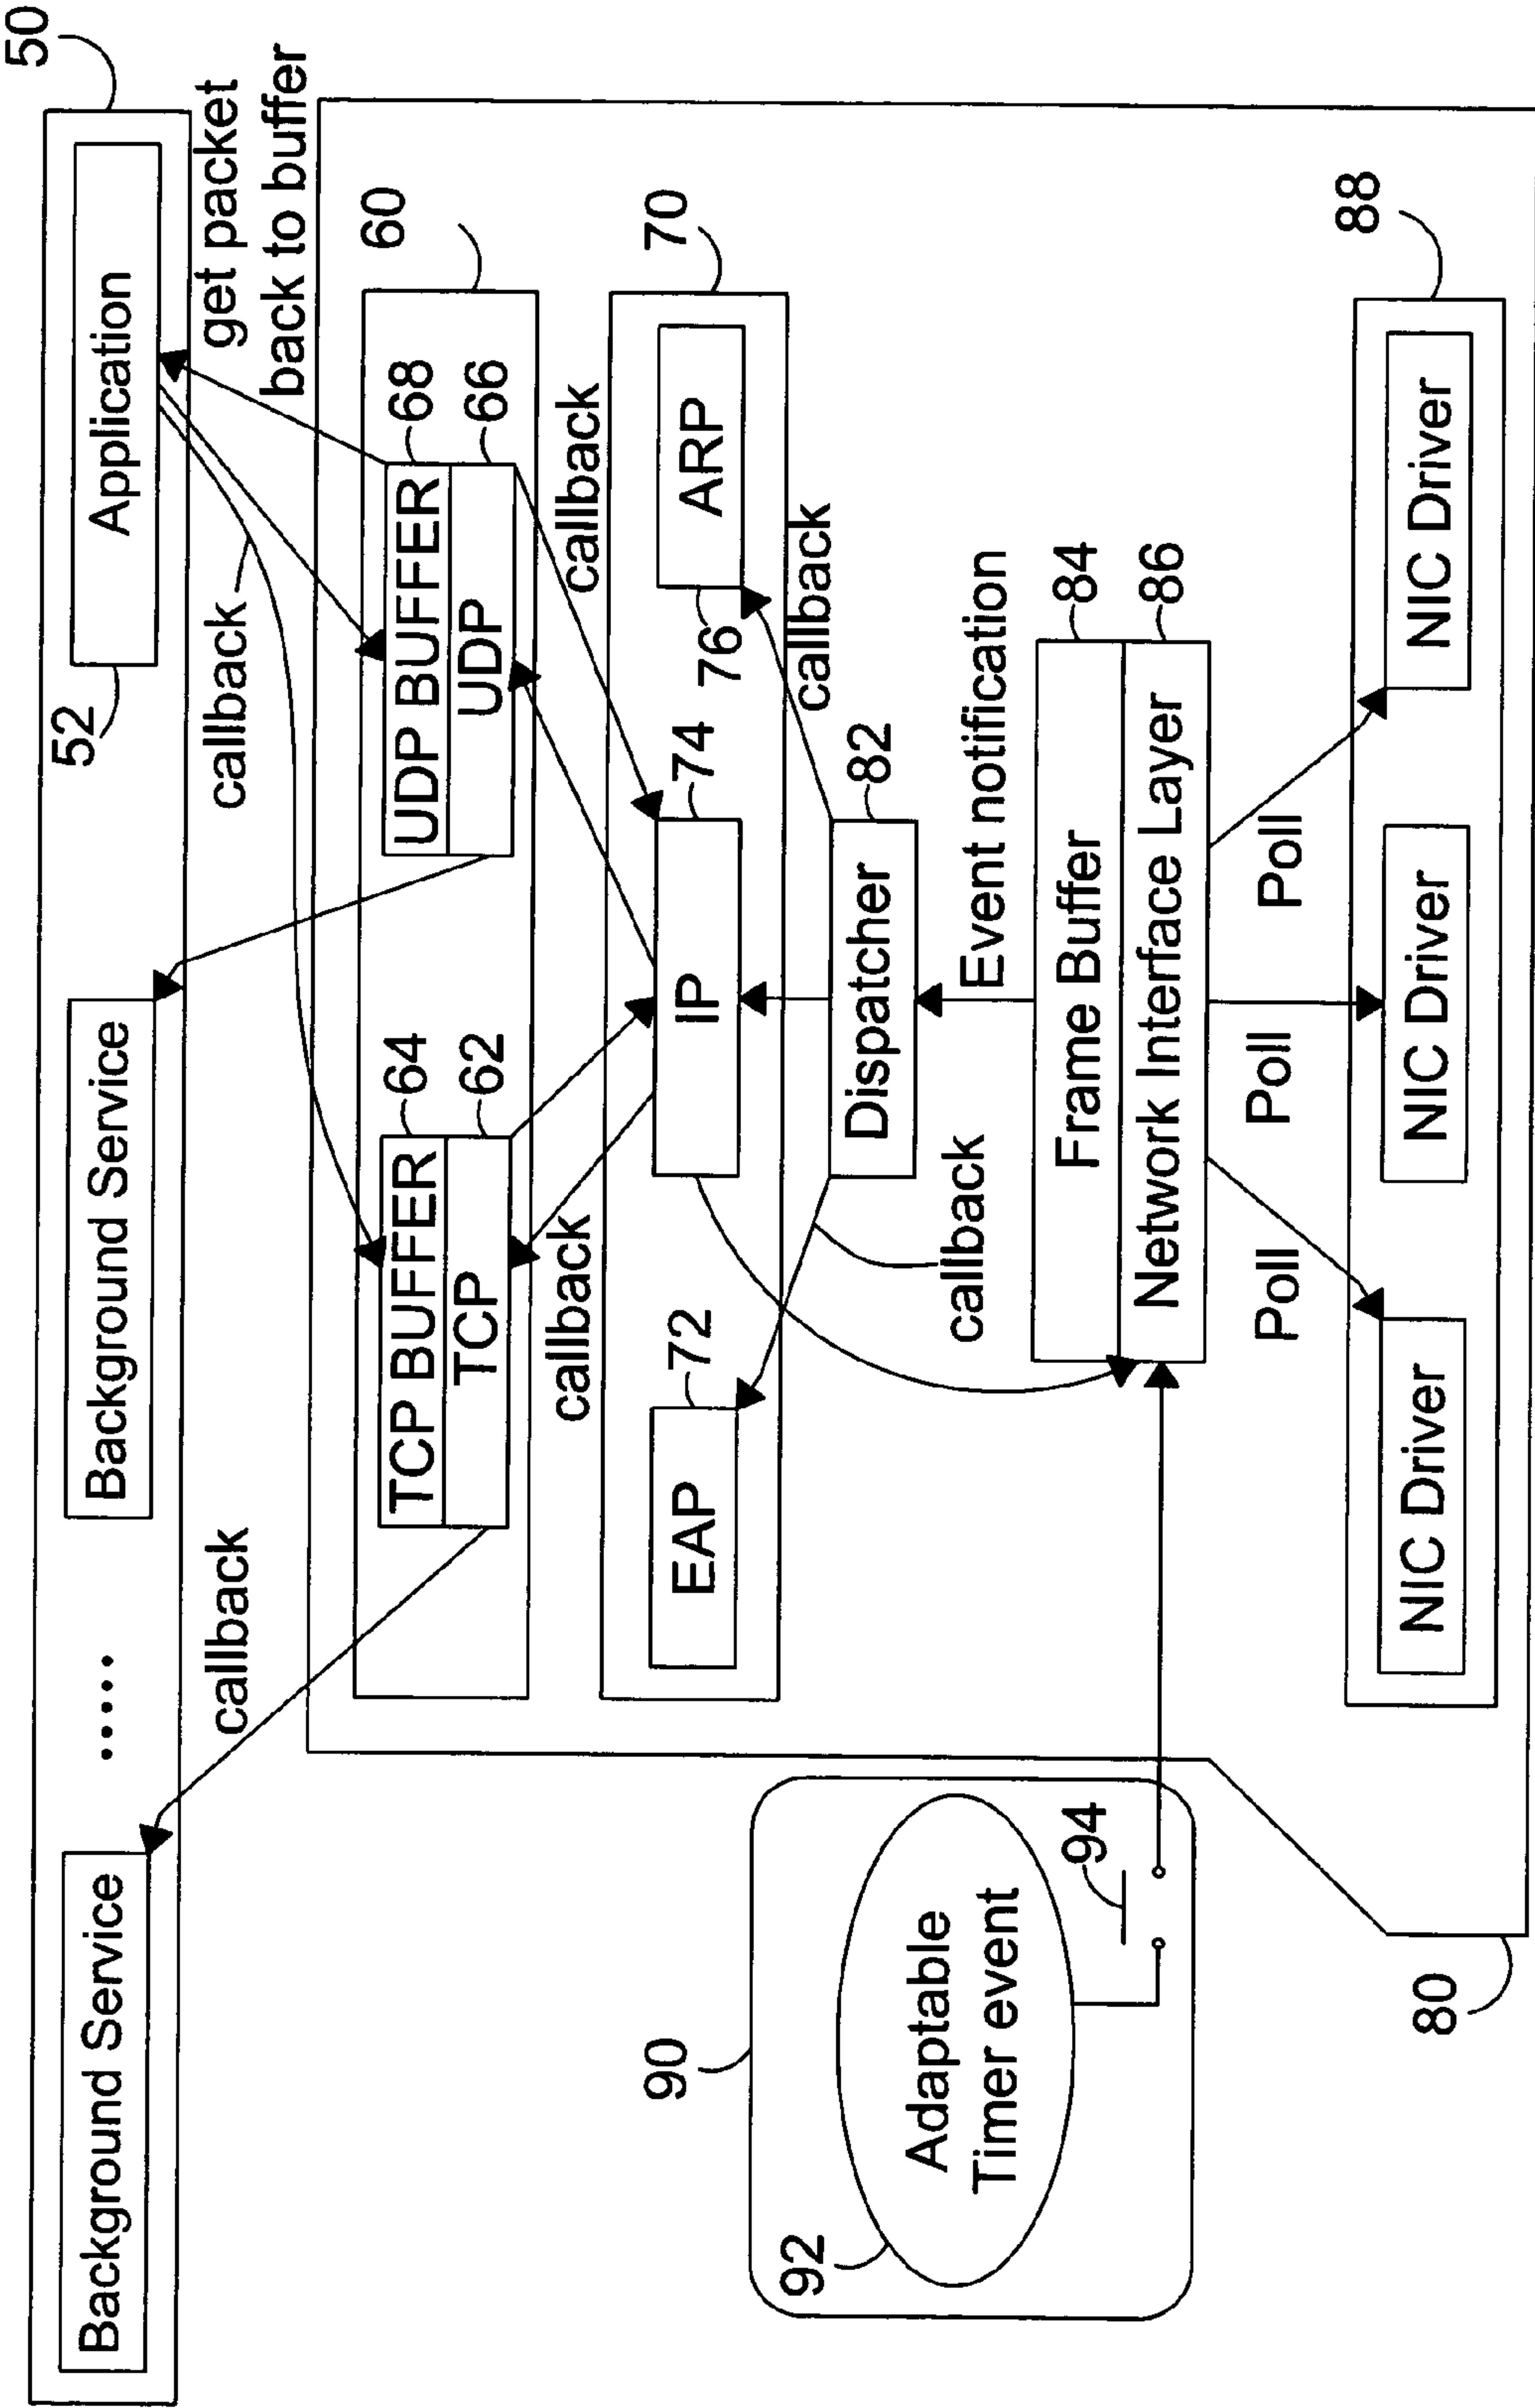 50
Background Service
.....
Background Service
Application
52
callback
callback
get packet
back to buffer
60
TCP BUFFER
64
TCP
62
UDP BUFFER
68
UDP
66
callback
callback
70
EAP
72
IP
74
ARP
76
callback
callback
Dispatcher
82
Event notification
Frame Buffer
84
Network Interface Layer
86
Poll
Poll
Poll
88
NIC Driver
NIC Driver
NIC Driver
90
92
Adaptable
Timer event
94
80